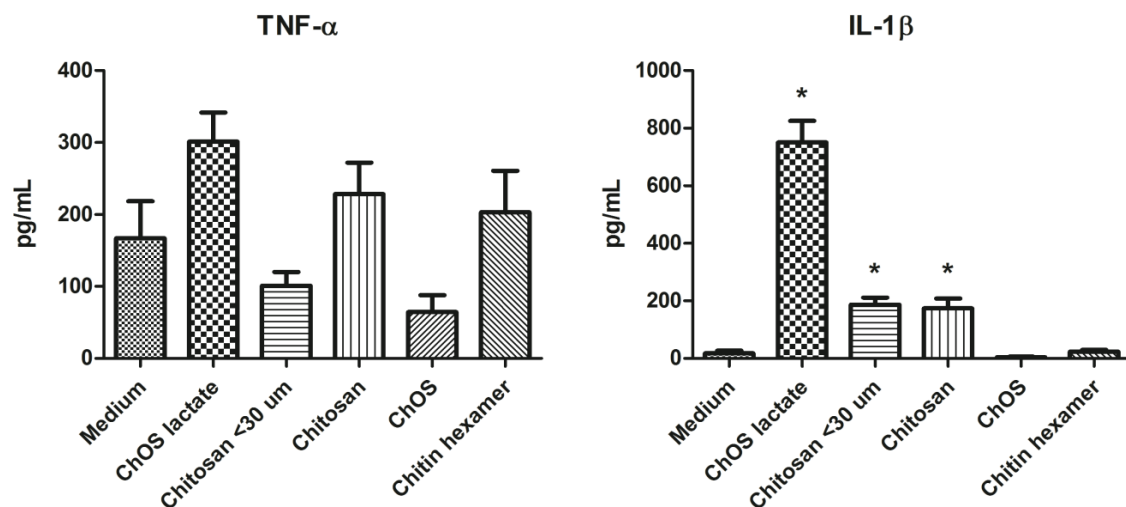 TNF-α
pg/mL
400
300
200
100
0
Medium
ChOS lactate
Chitosan <30 um
Chitosan
ChOS
Chitin hexamer
IL-1β
pg/mL
1000
800
600
400
200
0
*
*
*
Medium
ChOS lactate
Chitosan <30 um
Chitosan
ChOS
Chitin hexamer